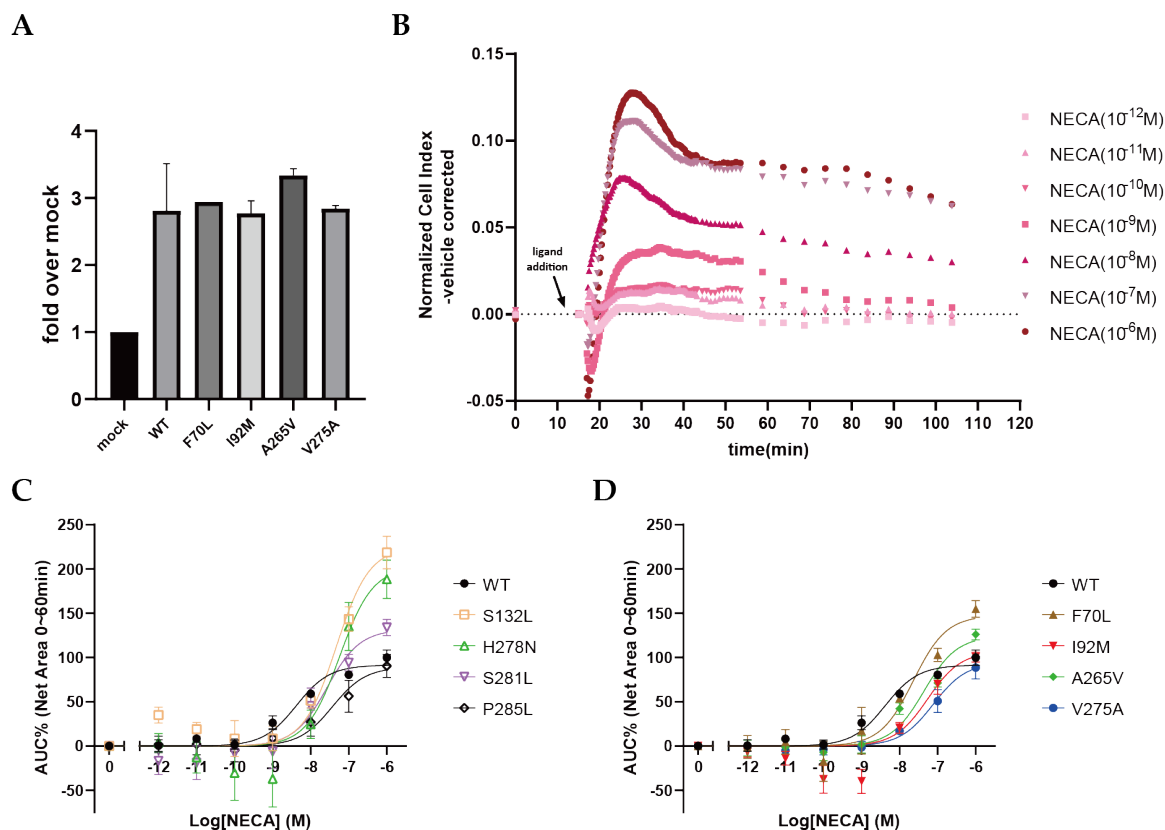 A
fold over mock
4
3
2
1
0
mock
WT
F70L
I92M
A265V
V275A
B
Normalized Cell Index
-vehicle corrected
0.15
0.10
0.05
0.00
-0.05
ligand
addition
0 10 20 30 40 50 60 70 80 90 100 110 120
time(min)
NECA(10⁻¹²M)
NECA(10⁻¹¹M)
NECA(10⁻¹⁰M)
NECA(10⁻⁹M)
NECA(10⁻⁸M)
NECA(10⁻⁷M)
NECA(10⁻⁶M)
C
AUC% (Net Area 0~60min)
250
200
150
100
50
0
-50
0 -12 -11 -10 -9 -8 -7 -6
Log[NECA] (M)
WT
S132L
H278N
S281L
P285L
D
AUC% (Net Area 0~60min)
250
200
150
100
50
0
-50
0 -12 -11 -10 -9 -8 -7 -6
Log[NECA] (M)
WT
F70L
I92M
A265V
V275A